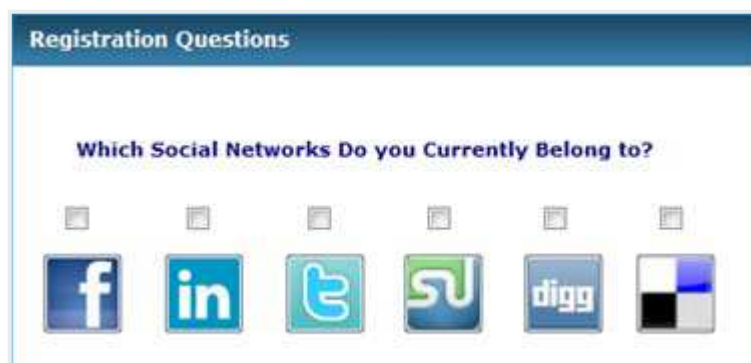 Registration Questions
Which Social Networks Do you Currently Belong to?
f in t SU digg